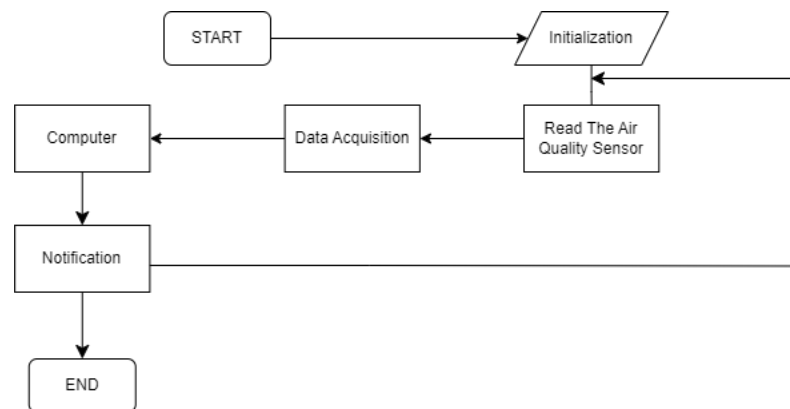 START
Initialization
Computer
Data Acquisition
Read The Air
Quality Sensor
Notification
END